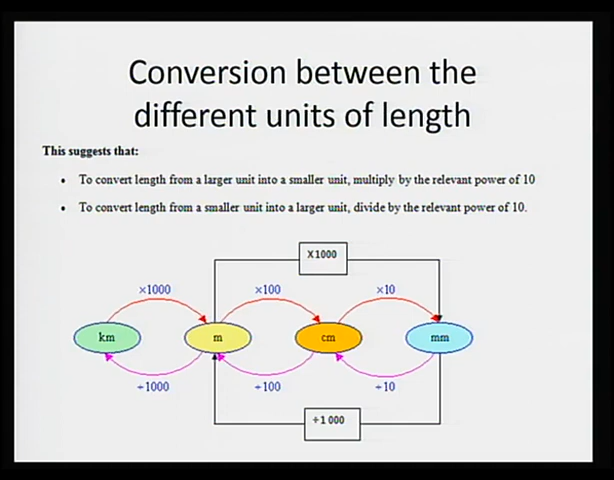 Conversion between the
different units of length
This suggests that:
• To convert length from a larger unit into a smaller unit, multiply by the relevant power of 10
• To convert length from a smaller unit into a larger unit, divide by the relevant power of 10.
X1000
×1000 ×100 ×10
km m cm mm
÷1000 ÷100 ÷10
÷1 000